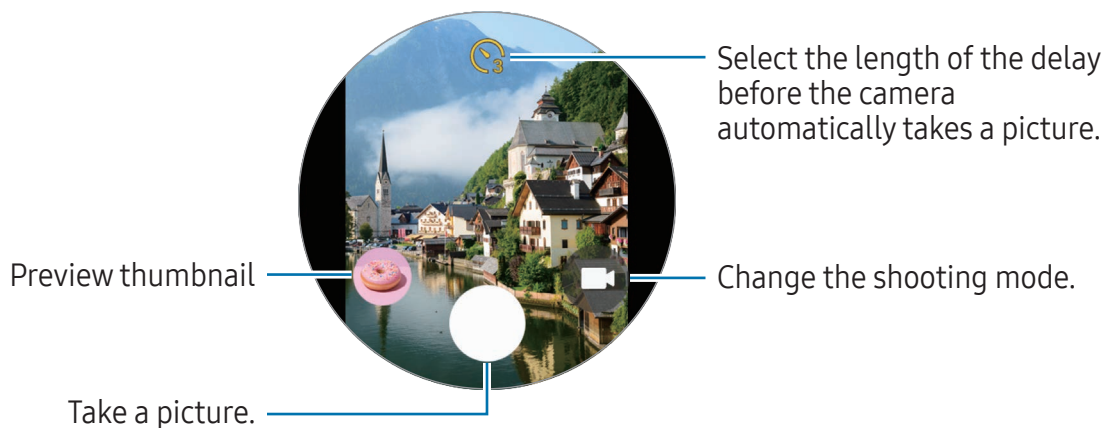 3
Select the length of the delay
before the camera
automatically takes a picture.
Preview thumbnail
Change the shooting mode.
Take a picture.